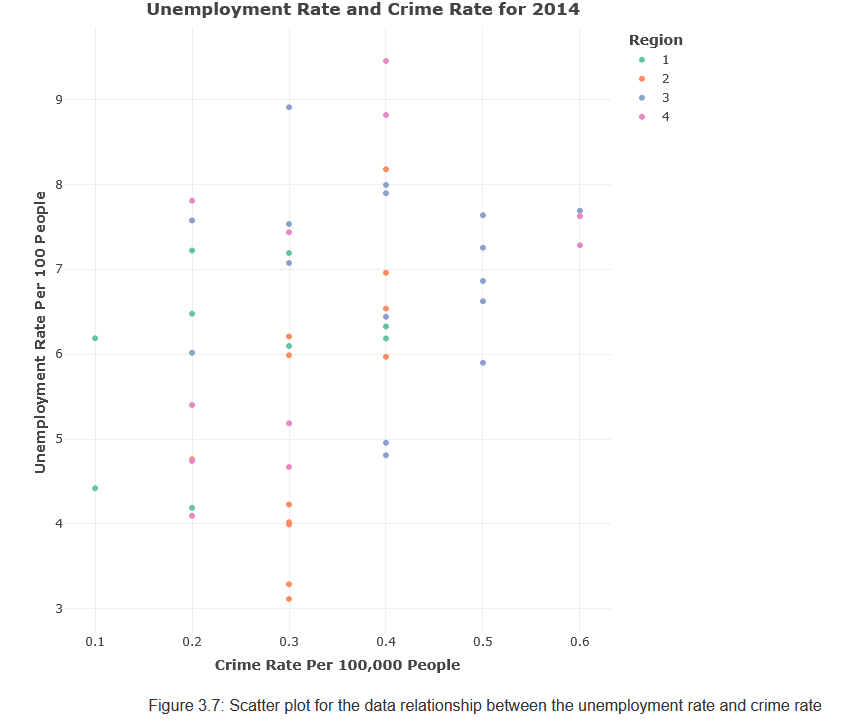 Unemployment Rate and Crime Rate for 2014
Region
1
2
3
4
Unemployment Rate Per 100 People
9
8
7
6
5
4
3
0.1 0.2 0.3 0.4 0.5 0.6
Crime Rate Per 100,000 People
Figure 3.7: Scatter plot for the data relationship between the unemployment rate and crime rate